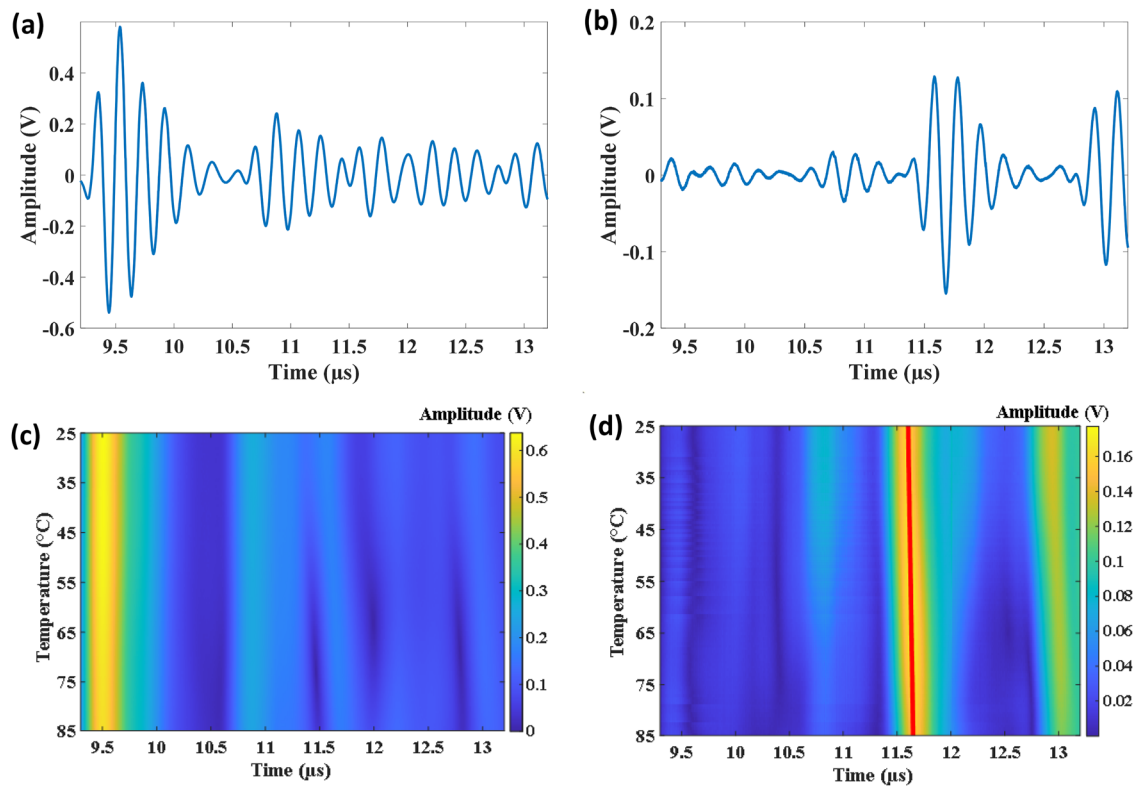 (a)
Amplitude (V)
0.4
0.2
0
-0.2
-0.4
-0.6
9.5 10 10.5 11 11.5 12 12.5 13
Time (µs)
(b)
Amplitude (V)
0.2
0.1
0
-0.1
-0.2
9.5 10 10.5 11 11.5 12 12.5 13
Time (µs)
(c)
Amplitude (V)
Temperature (°C)
25
35
45
55
65
75
85
9.5 10 10.5 11 11.5 12 12.5 13
Time (µs)
0.6
0.5
0.4
0.3
0.2
0.1
0
(d)
Amplitude (V)
Temperature (°C)
25
35
45
55
65
75
85
9.5 10 10.5 11 11.5 12 12.5 13
Time (µs)
0.16
0.14
0.12
0.1
0.08
0.06
0.04
0.02